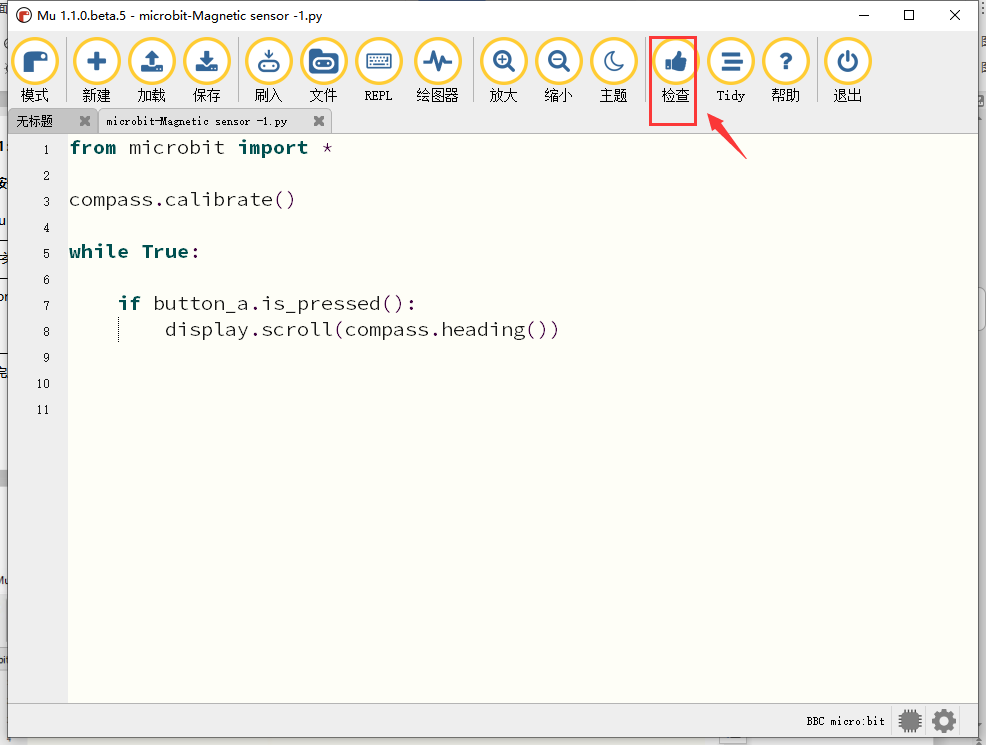 Mu 1.1.0.beta.5 - microbit-Magnetic sensor -1.py
模式 新建 加载 保存 刷入 文件 REPL 绘图器 放大 缩小 主题 检查 Tidy 帮助 退出
无标题 microbit-Magnetic sensor -1.py
1 from microbit import *
2
3 compass.calibrate()
4
5 while True:
6
7 if button_a.is_pressed():
8 display.scroll(compass.heading())
9
10
11
BBC micro:bit